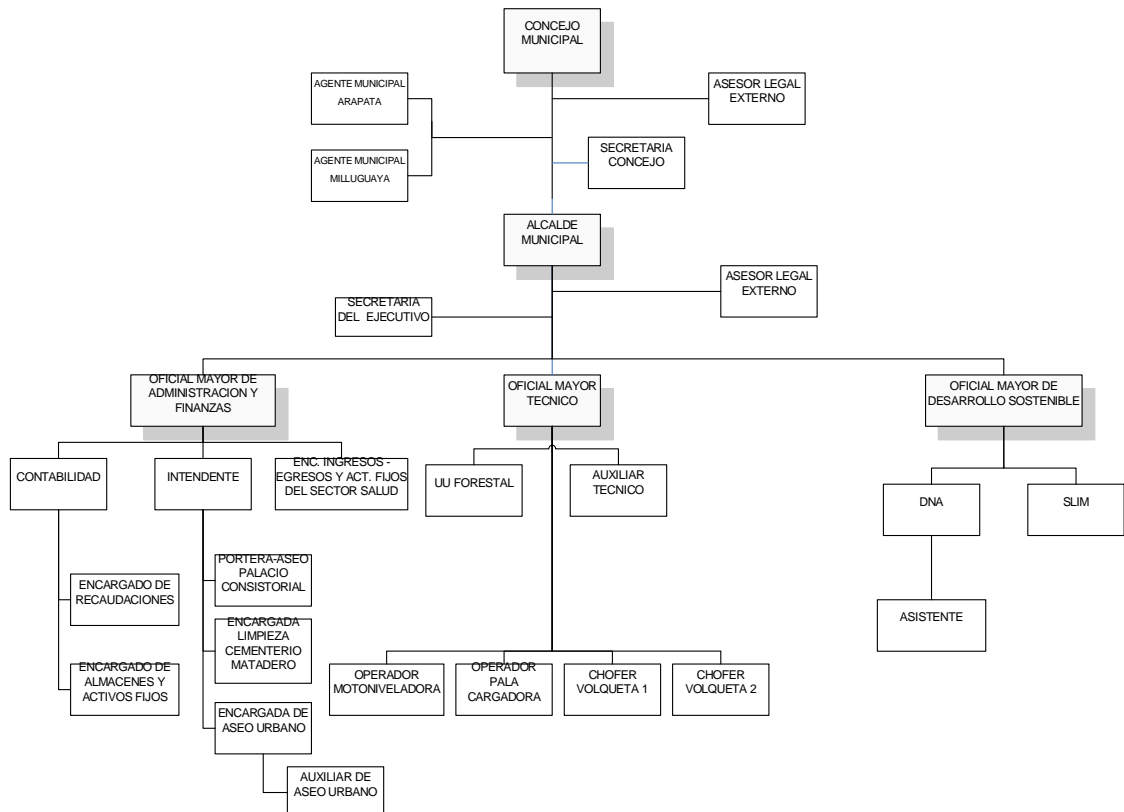 CONCEJO
MUNICIPAL
AGENTE MUNICIPAL
ARAPATA
ASESOR LEGAL
EXTERNO
SECRETARIA
CONCEJO
AGENTE MUNICIPAL
MILLUGUAYA
ALCALDE
MUNICIPAL
ASESOR LEGAL
EXTERNO
SECRETARIA
DEL EJECUTIVO
OFICIAL MAYOR DE
ADMINISTRACION Y
FINANZAS
OFICIAL MAYOR
TECNICO
OFICIAL MAYOR DE
DESARROLLO SOSTENIBLE
CONTABILIDAD
INTENDENTE
ENC. INGRESOS -
EGRESOS Y ACT. FIJOS
DEL SECTOR SALUD
UU FORESTAL
AUXILIAR
TECNICO
DNA
SLIM
PORTERA-ASEO
PALACIO
CONSISTORIAL
ENCARGADO DE
RECAUDACIONES
ASISTENTE
ENCARGADA
LIMPIEZA
CEMENTERIO
MATADERO
ENCARGADO DE
ALMACENES Y
ACTIVOS FIJOS
OPERADOR
MOTONIVELADORA
OPERADOR
PALA
CARGADORA
CHOFER
VOLQUETA 1
CHOFER
VOLQUETA 2
ENCARGADA DE
ASEO URBANO
AUXILIAR DE
ASEO URBANO